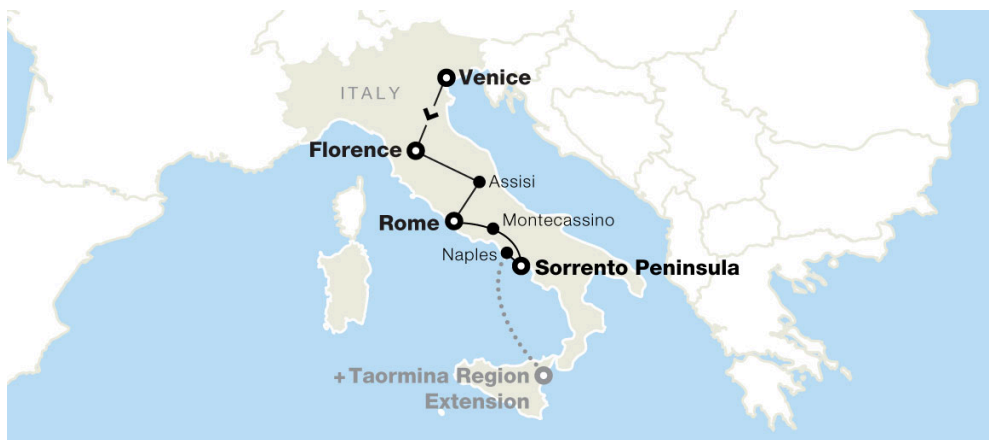 Venice
ITALY
Florence
Assisi
Rome
Montecassino
Naples
Sorrento Peninsula
+Taormina Region
Extension